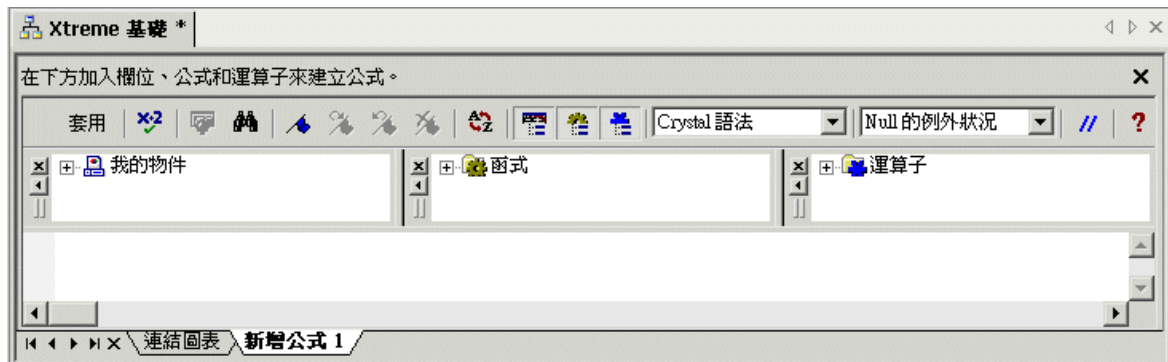 Xtreme 基礎 *
在下方加入欄位、公式和運算子來建立公式。
套用 Crystal 語法 Null 的例外狀況 // ?
我的物件 函式 運算子
連結圖表 新增公式 1